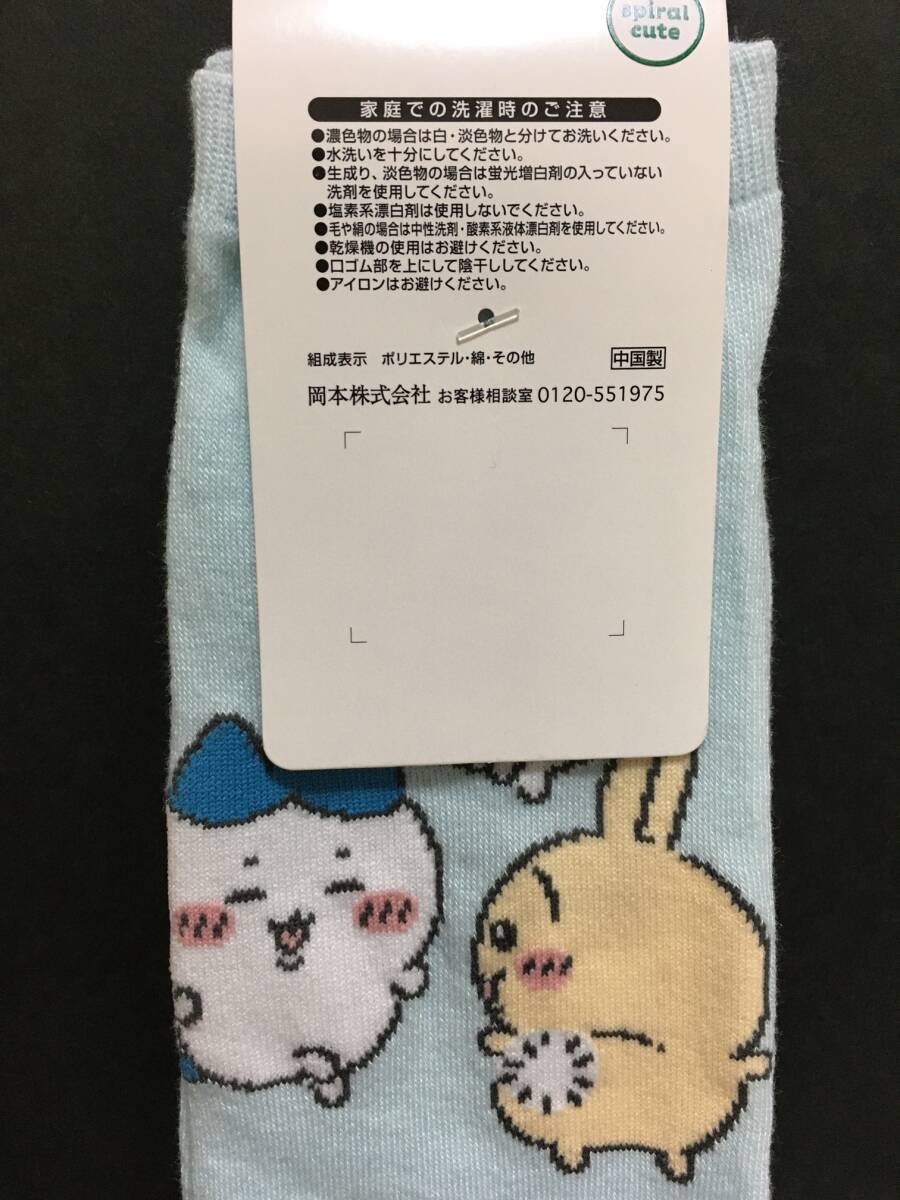 spiral
cute
家庭での洗濯時のご注意
●濃色物の場合は白・淡色物と分けてお洗いください。
●水洗いを十分にしてください。
●生成り、淡色物の場合は蛍光増白剤の入っていない
洗剤を使用してください。
●塩素系漂白剤は使用しないでください。
●毛や絹の場合は中性洗剤・酸素系液体漂白剤を使用してください。
●乾燥機の使用はお避けください。
●口ゴム部を上にして陰干ししてください。
●アイロンはお避けください。
組成表示 ポリエステル・綿・その他 中国製
岡本株式会社 お客様相談室 0120-551975